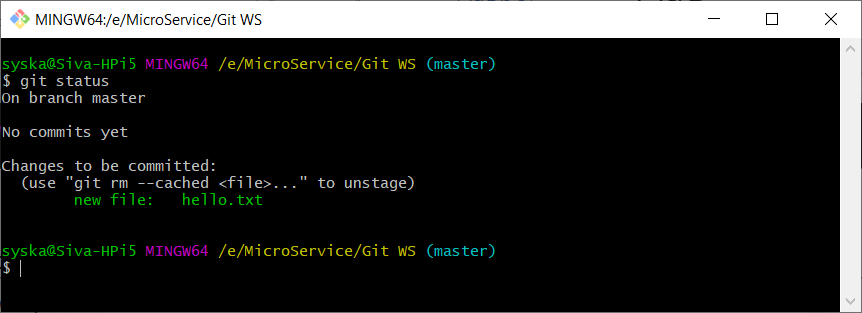 MINGW64:/e/MicroService/Git WS
syska@Siva-HPi5 MINGW64 /e/MicroService/Git WS (master)
$ git status
On branch master
No commits yet
Changes to be committed:
  (use "git rm --cached <file>..." to unstage)
        new file:   hello.txt
syska@Siva-HPi5 MINGW64 /e/MicroService/Git WS (master)
$